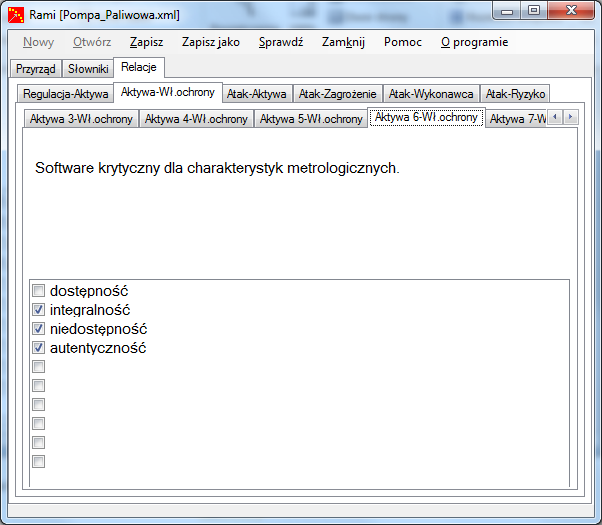 Rami [Pompa_Paliwowa.xml]
Nowy Otwórz Zapisz Zapisz jako Sprawdź Zamknij Pomoc O programie
Przyrząd Słowniki Relacje
Regulacja-Aktywa Aktywa-Wł.ochrony Atak-Aktywa Atak-Zagrożenie Atak-Wykonawca Atak-Ryzyko
Aktywa 3-Wł.ochrony Aktywa 4-Wł.ochrony Aktywa 5-Wł.ochrony Aktywa 6-Wł.ochrony Aktywa 7-W
Software krytyczny dla charakterystyk metrologicznych.
dostępność
integralność
niedostępność
autentyczność